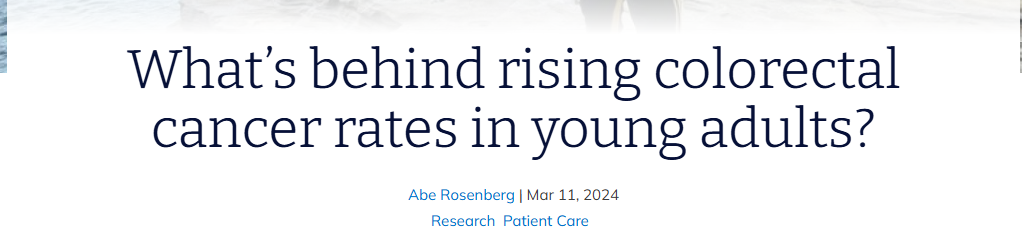 What’s behind rising colorectal
cancer rates in young adults?
Abe Rosenberg | Mar 11, 2024
Research Patient Care